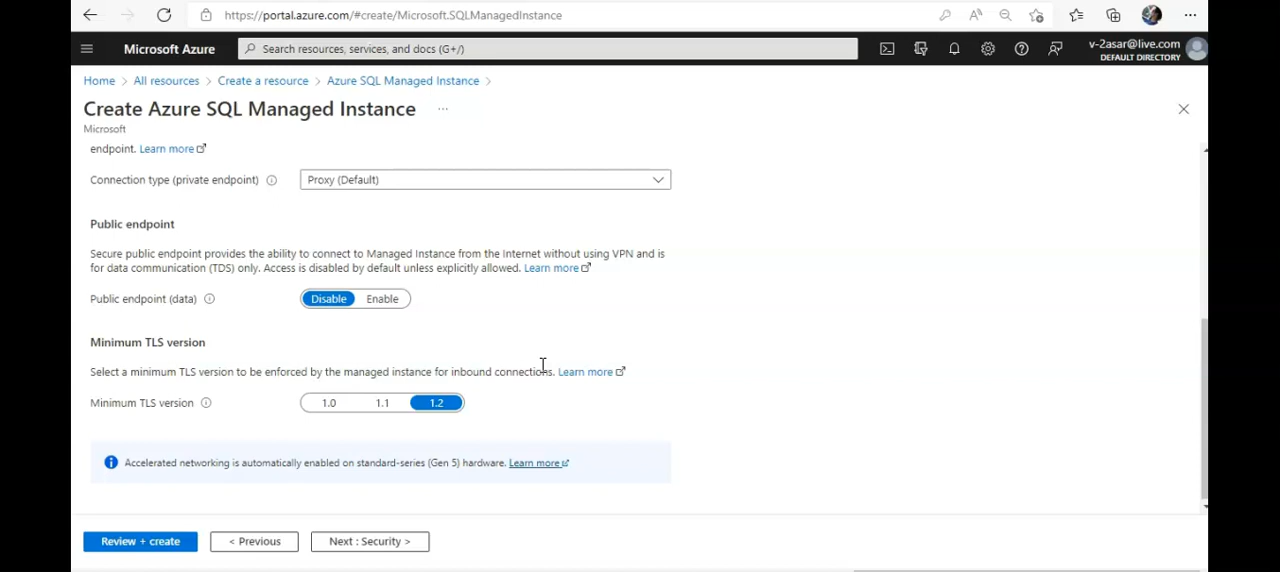 https://portal.azure.com/#create/Microsoft.SQLManagedInstance
Microsoft Azure
Search resources, services, and docs (G+/)
v-2asar@live.com
DEFAULT DIRECTORY
Home > All resources > Create a resource > Azure SQL Managed Instance >
Create Azure SQL Managed Instance ...
Microsoft
endpoint. Learn more
Connection type (private endpoint)
Proxy (Default)
Public endpoint
Secure public endpoint provides the ability to connect to Managed Instance from the Internet without using VPN and is
for data communication (TDS) only. Access is disabled by default unless explicitly allowed. Learn more
Public endpoint (data)
Disable Enable
Minimum TLS version
Select a minimum TLS version to be enforced by the managed instance for inbound connections. Learn more
Minimum TLS version
1.0 1.1 1.2
Accelerated networking is automatically enabled on standard-series (Gen 5) hardware. Learn more
Review + create
< Previous
Next : Security >